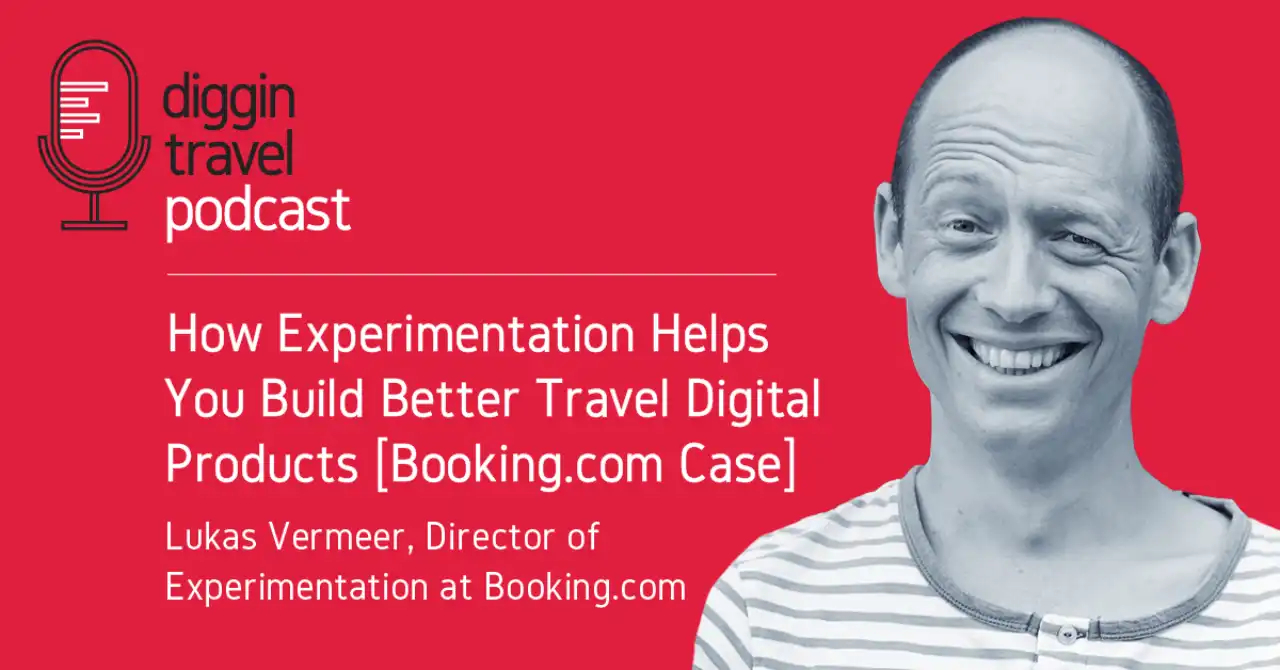 diggin
travel
podcast
How Experimentation Helps
You Build Better Travel Digital
Products [Booking.com Case]
Lukas Vermeer, Director of
Experimentation at Booking.com